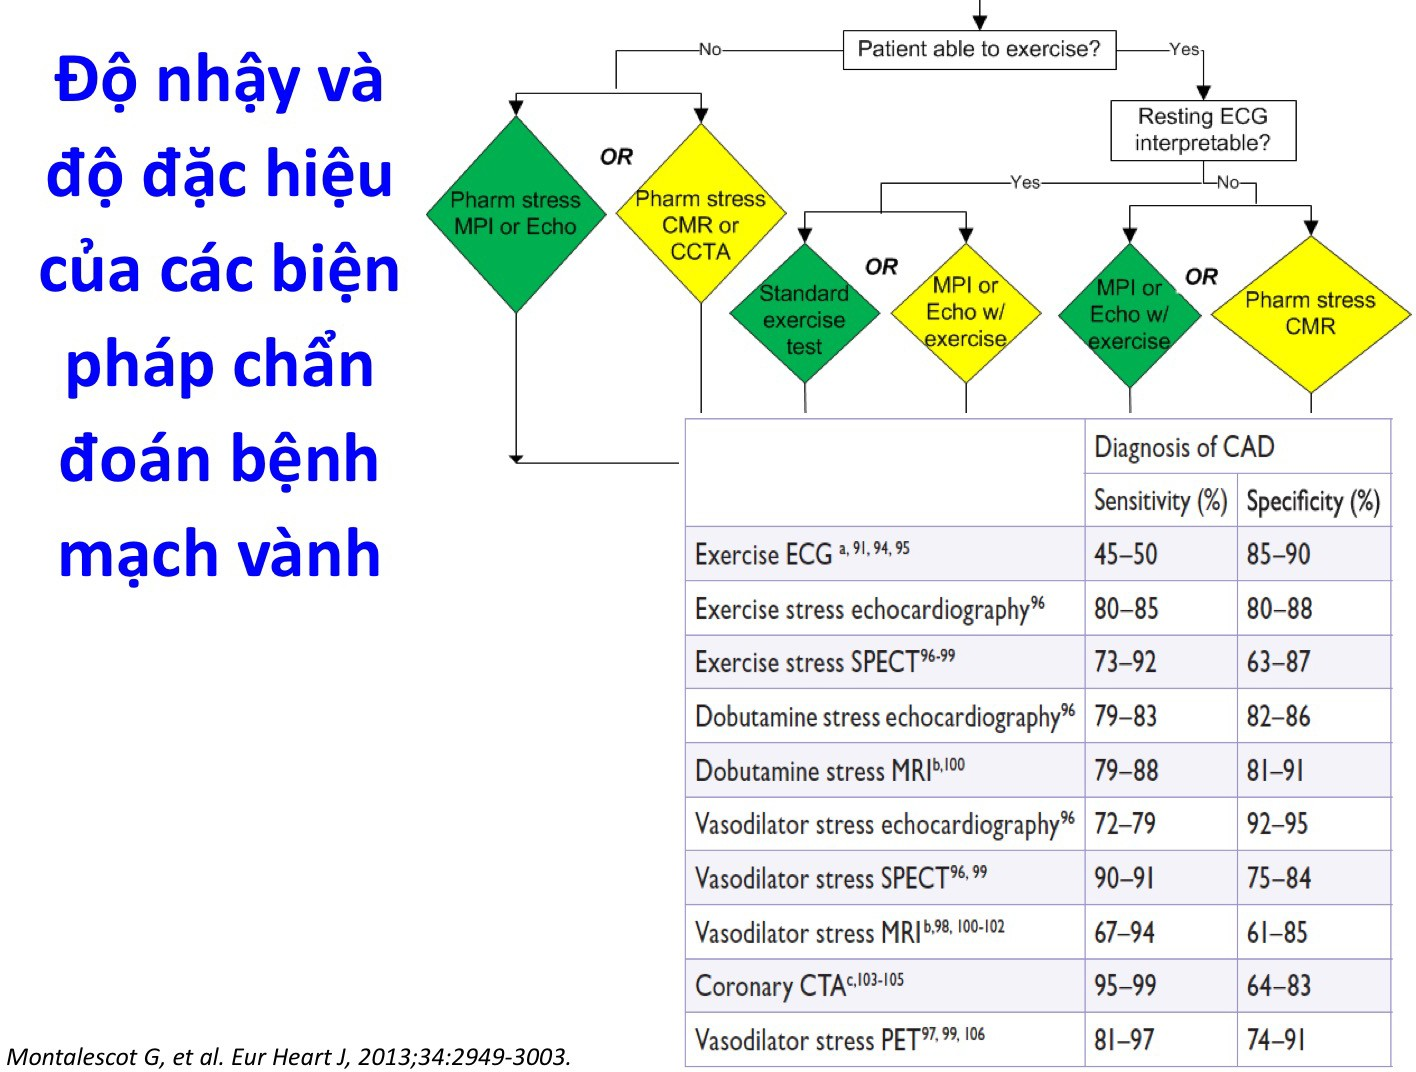 Độ nhậy và
độ đặc hiệu
của các biện
pháp chẩn
đoán bệnh
mạch vành
Patient able to exercise?
No
Yes
Resting ECG
interpretable?
Yes
No
Pharm stress
MPI or Echo
OR
Pharm stress
CMR or
CCTA
Standard
exercise
test
OR
MPI or
Echo w/
exercise
MPI or
Echo w/
exercise
OR
Pharm stress
CMR
Diagnosis of CAD
Sensitivity (%) Specificity (%)
Exercise ECG a, 91, 94, 95 45–50 85–90
Exercise stress echocardiography96 80–85 80–88
Exercise stress SPECT96-99 73–92 63–87
Dobutamine stress echocardiography96 79–83 82–86
Dobutamine stress MRIb,100 79–88 81–91
Vasodilator stress echocardiography96 72–79 92–95
Vasodilator stress SPECT96, 99 90–91 75–84
Vasodilator stress MRIb,98, 100-102 67–94 61–85
Coronary CTAc,103-105 95–99 64–83
Vasodilator stress PET97, 99, 106 81–97 74–91
Montalescot G, et al. Eur Heart J, 2013;34:2949-3003.